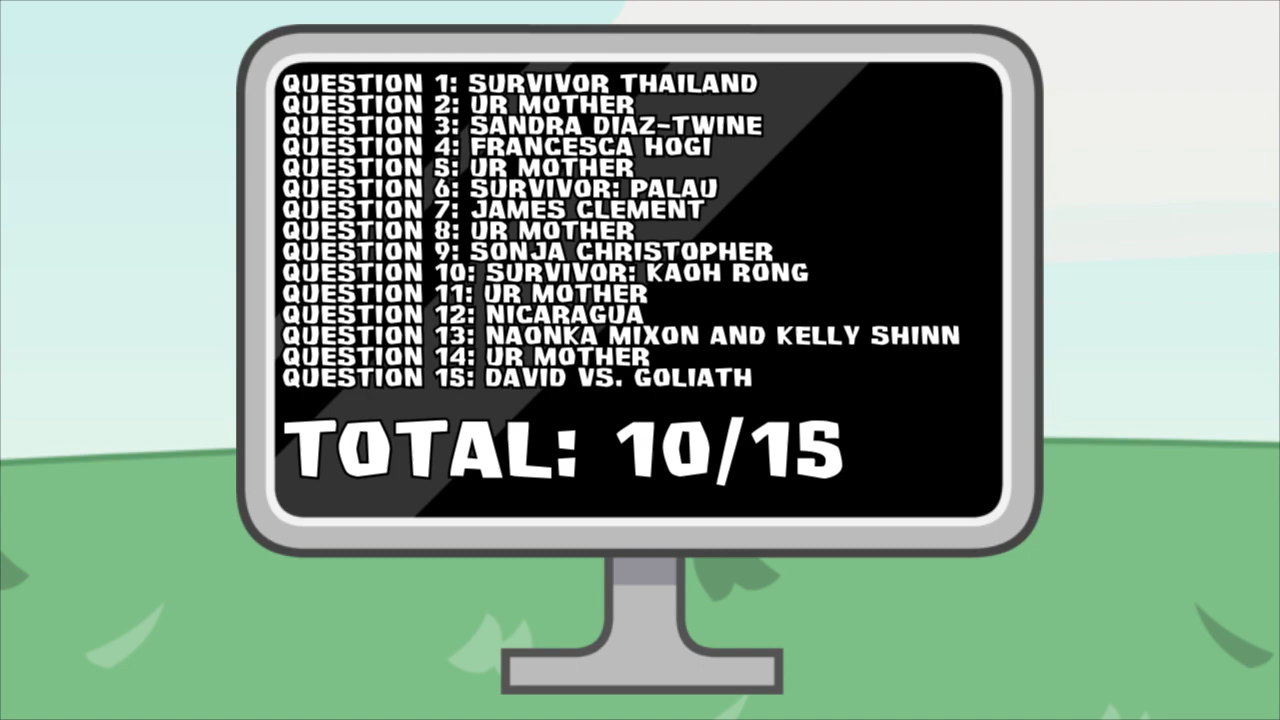 QUESTION 1: SURVIVOR THAILAND
QUESTION 2: UR MOTHER
QUESTION 3: SANDRA DIAZ-TWINE
QUESTION 4: FRANCESCA HOGI
QUESTION 5: UR MOTHER
QUESTION 6: SURVIVOR: PALAU
QUESTION 7: JAMES CLEMENT
QUESTION 8: UR MOTHER
QUESTION 9: SONJA CHRISTOPHER
QUESTION 10: SURVIVOR: KAOH RONG
QUESTION 11: UR MOTHER
QUESTION 12: NICARAGUA
QUESTION 13: NAONKA MIXON AND KELLY SHINN
QUESTION 14: UR MOTHER
QUESTION 15: DAVID VS. GOLIATH
TOTAL: 10/15